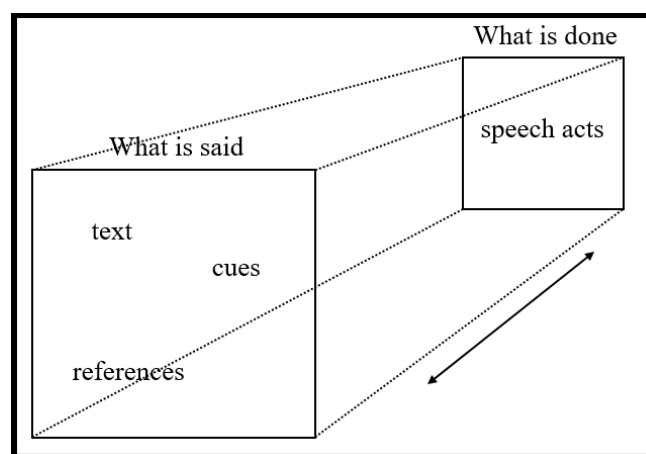 What is done
speech acts
What is said
text
cues
references